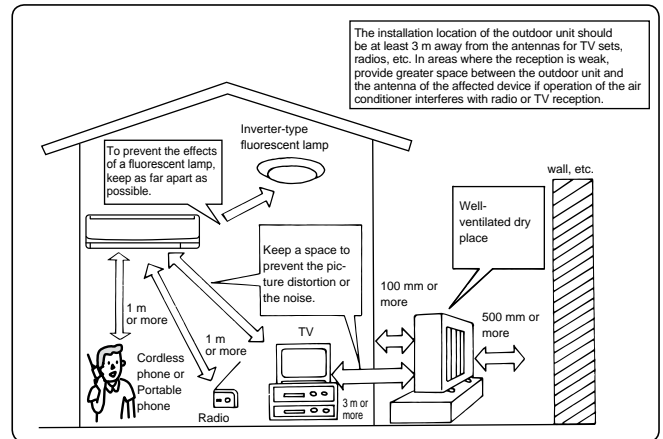 The installation location of the outdoor unit should
be at least 3 m away from the antennas for TV sets,
radios, etc. In areas where the reception is weak,
provide greater space between the outdoor unit and
the antenna of the affected device if operation of the air
conditioner interferes with radio or TV reception.
Inverter-type
fluorescent lamp
To prevent the effects
of a fluorescent lamp,
keep as far apart as
possible.
wall, etc.
Well-
ventilated dry
place
Keep a space to
prevent the pic-
ture distortion or
the noise.
100 mm or
more
500 mm or
more
1 m
or more
1 m
or more
TV
Cordless
phone or
Portable
phone
Radio
3 m or
more